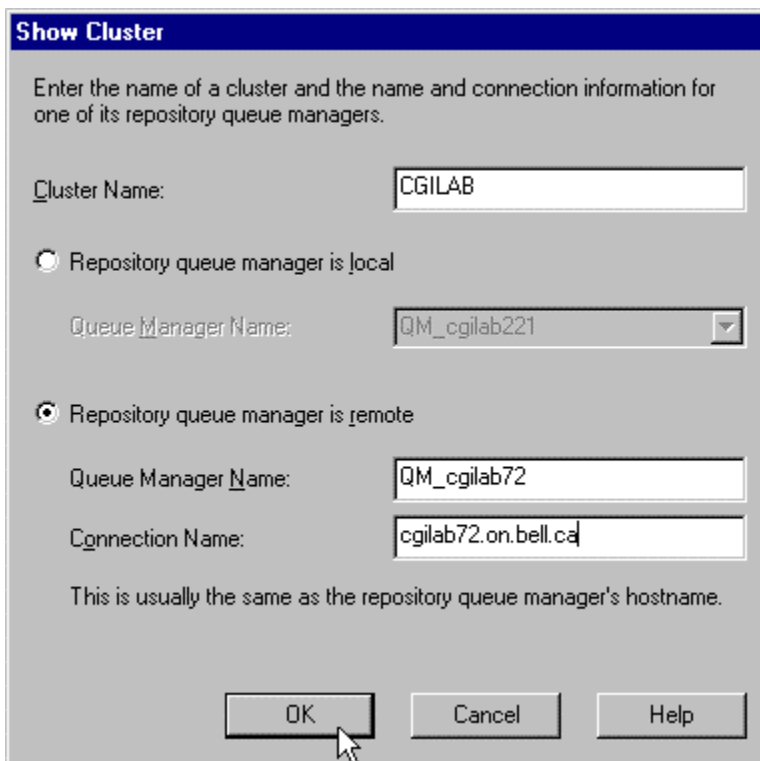 Show Cluster
Enter the name of a cluster and the name and connection information for
one of its repository queue managers.
Cluster Name:
CGILAB
Repository queue manager is local
Queue Manager Name:
QM_cgilab221
Repository queue manager is remote
Queue Manager Name:
QM_cgilab72
Connection Name:
cgilab72.on.bell.ca
This is usually the same as the repository queue manager's hostname.
OK
Cancel
Help